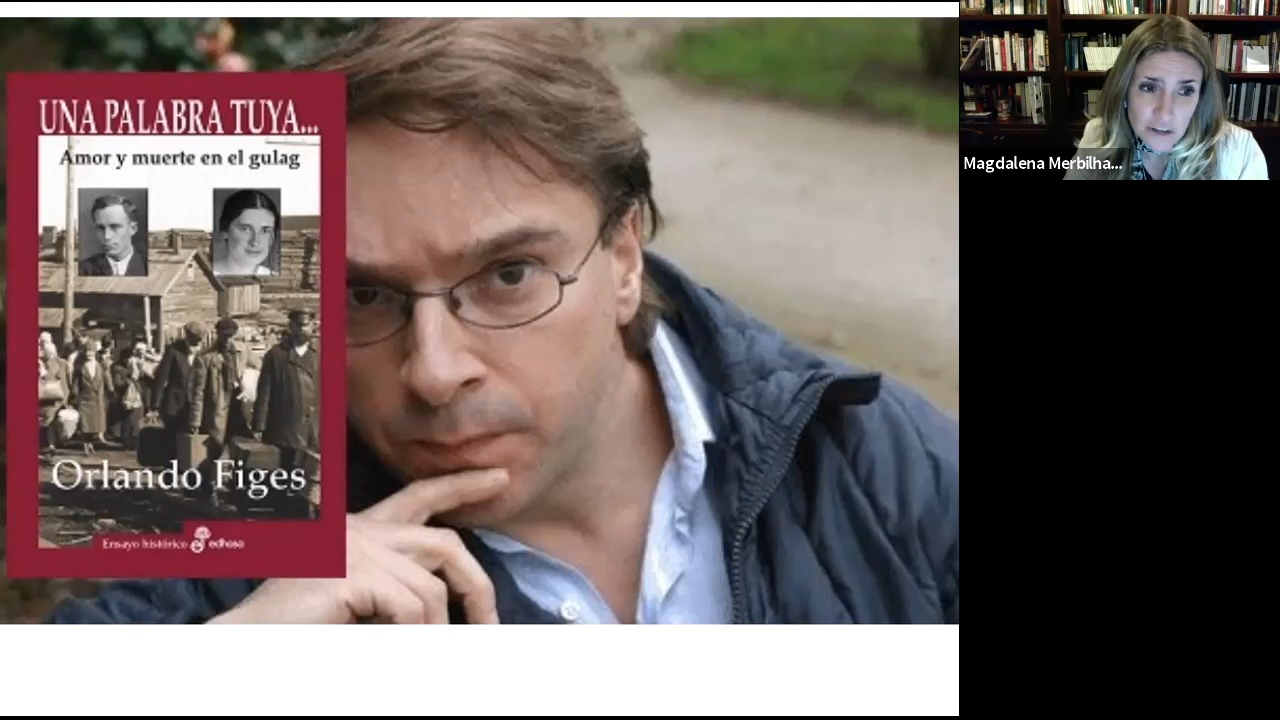 UNA PALABRA TUYA...
Amor y muerte en el gulag
Orlando Figes
Ensayo histórico edhasa
Magdalena Merbilha...